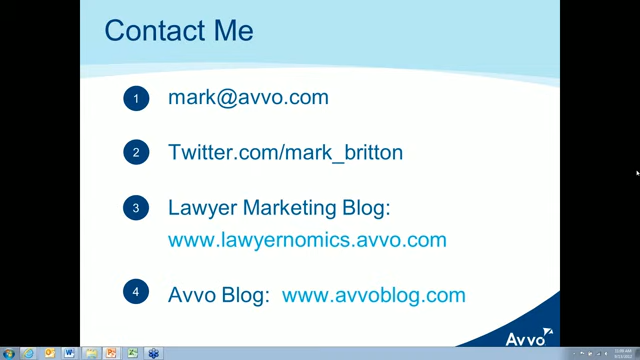 Contact Me
1 mark@avvo.com
2 Twitter.com/mark_britton
3 Lawyer Marketing Blog:
www.lawyernomics.avvo.com
4 Avvo Blog: www.avvoblog.com
Avvo